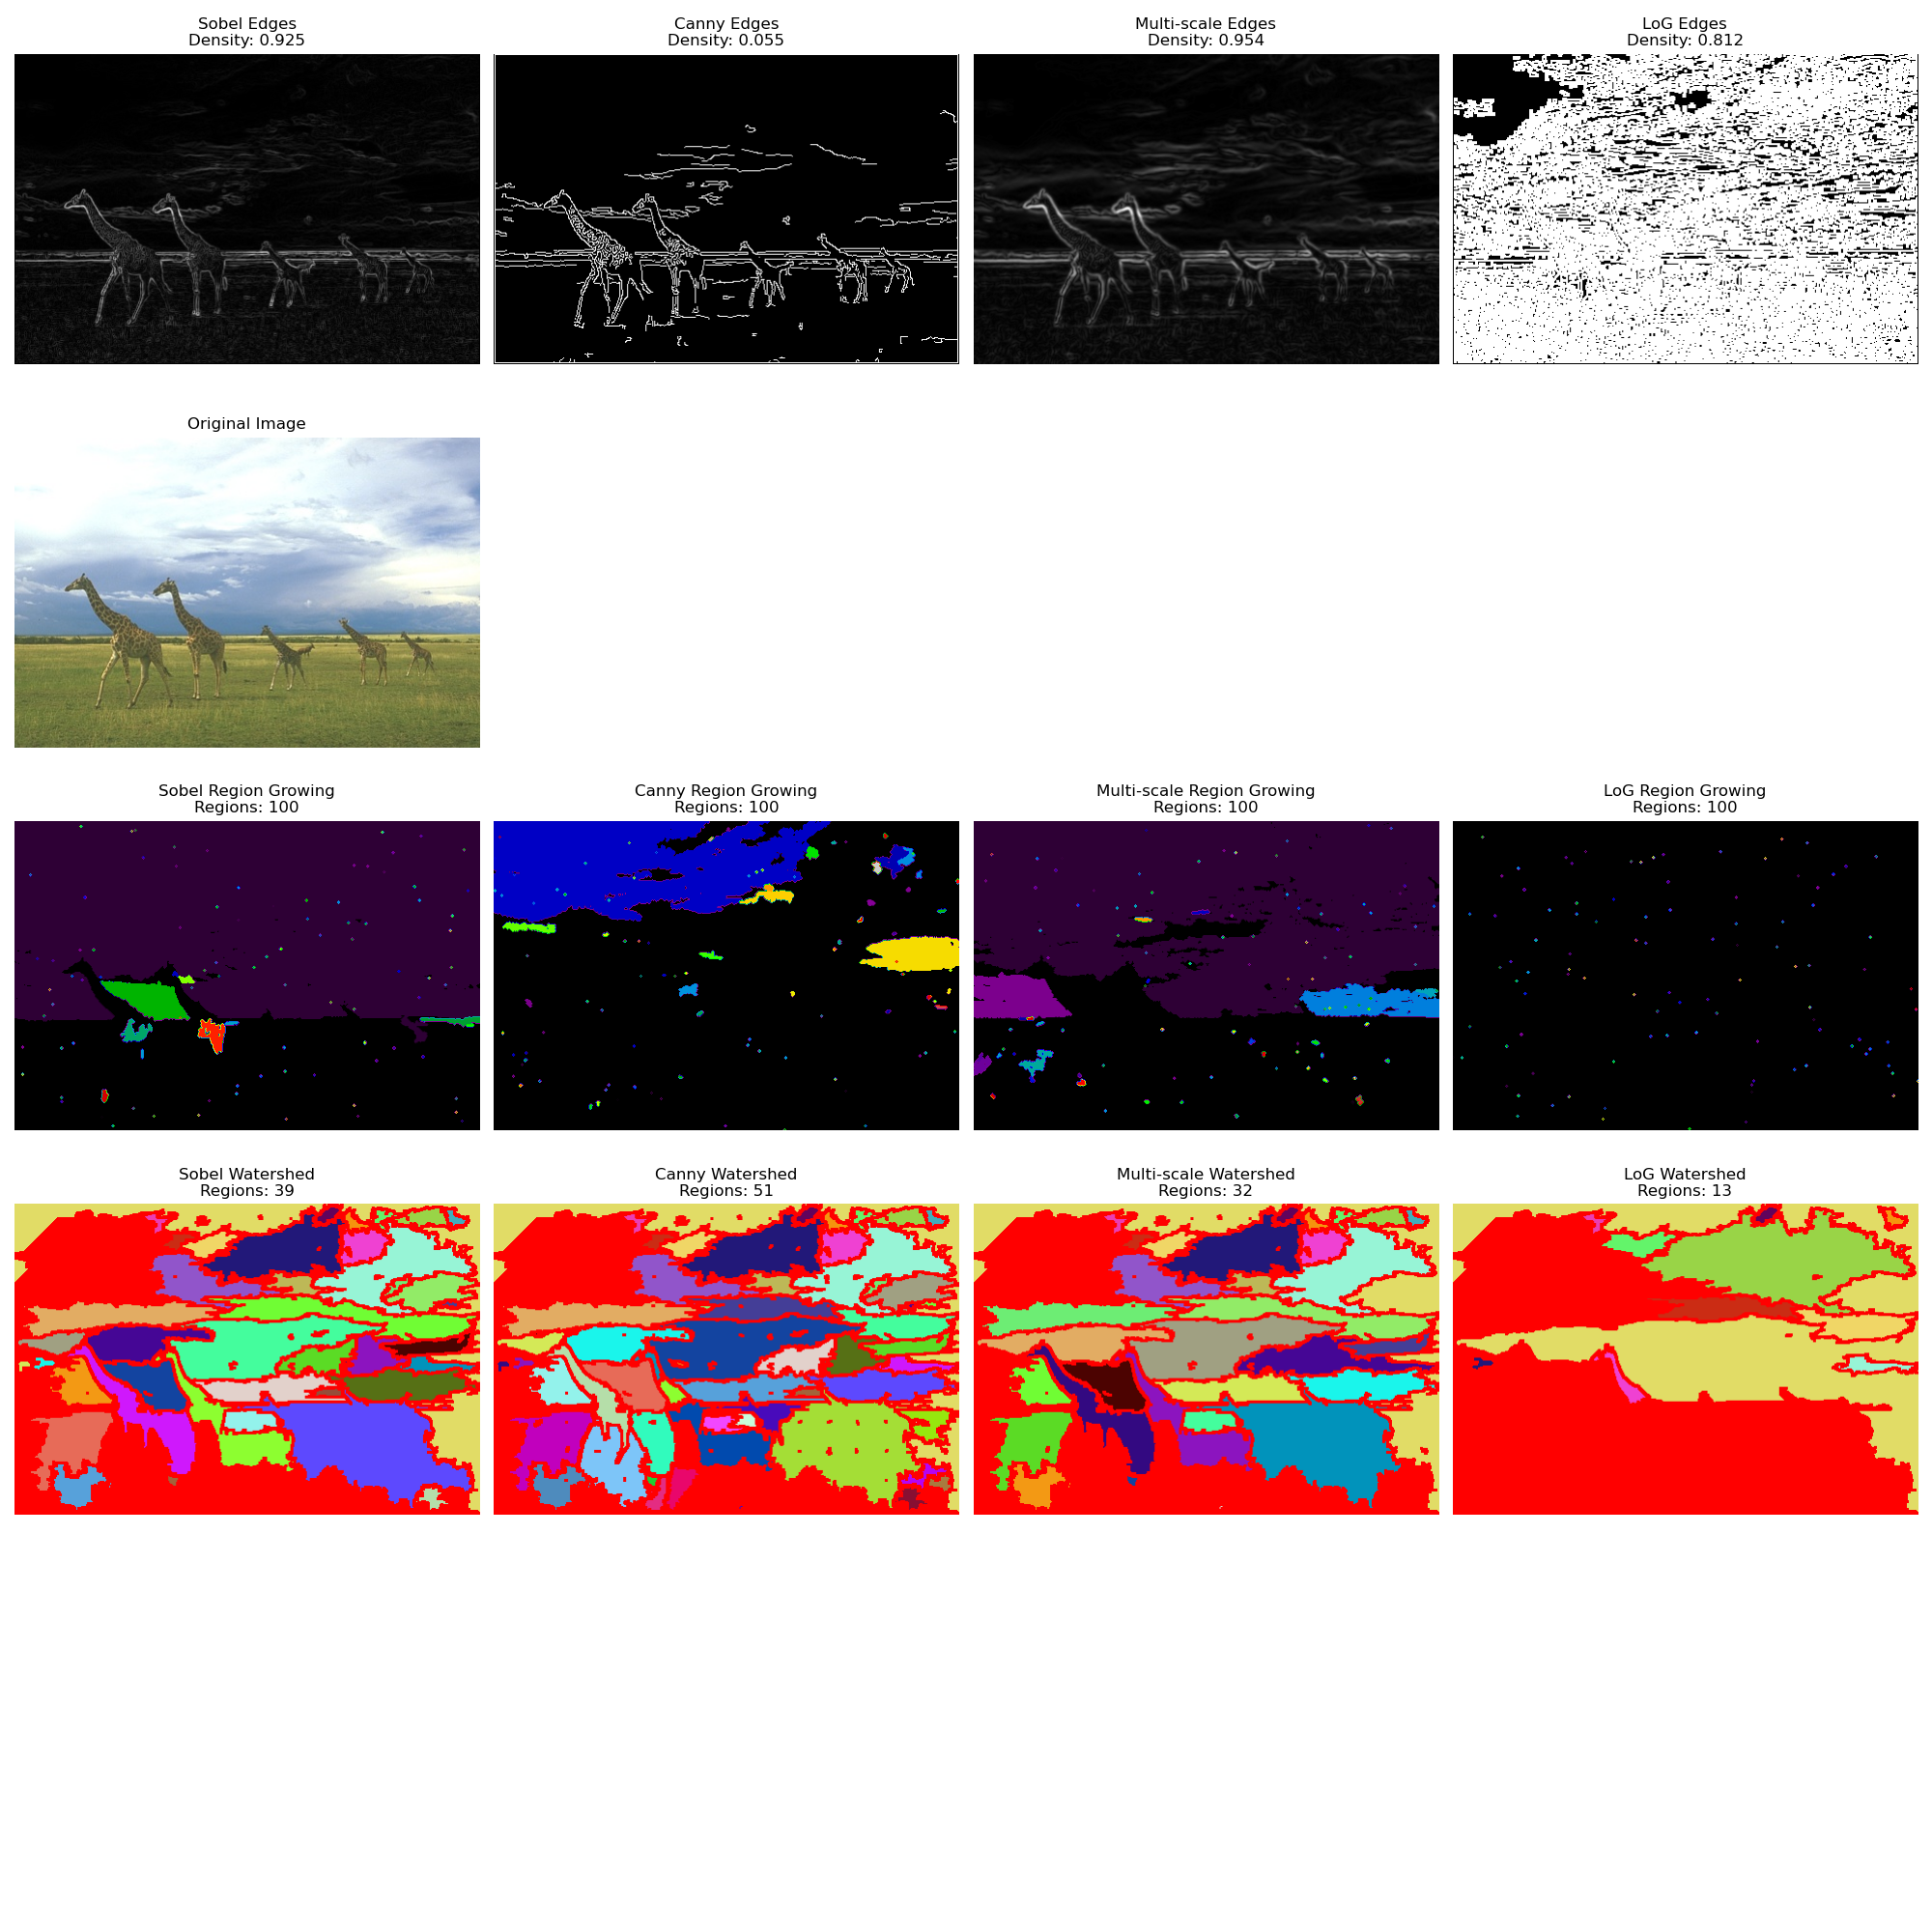 Sobel Edges
Density: 0.925
Canny Edges
Density: 0.055
Multi-scale Edges
Density: 0.954
LoG Edges
Density: 0.812
Original Image
Sobel Region Growing
Regions: 100
Canny Region Growing
Regions: 100
Multi-scale Region Growing
Regions: 100
LoG Region Growing
Regions: 100
Sobel Watershed
Regions: 39
Canny Watershed
Regions: 51
Multi-scale Watershed
Regions: 32
LoG Watershed
Regions: 13